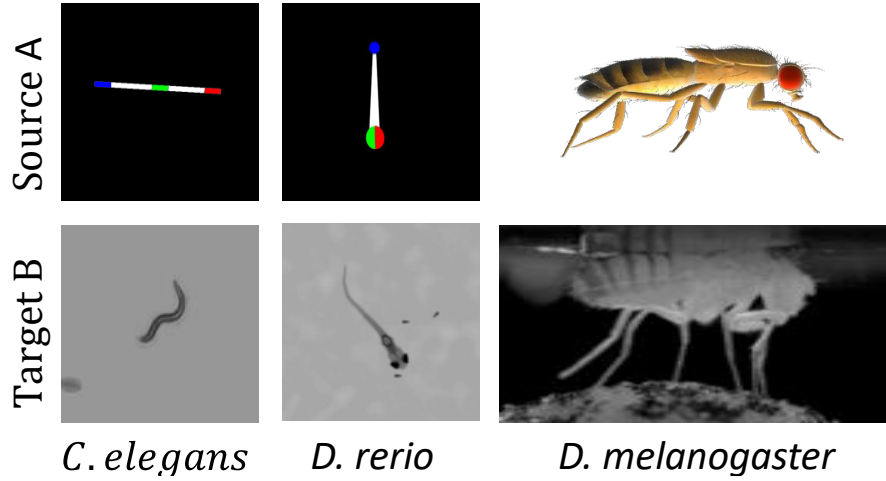 Source A
Target B
C. elegans
D. rerio
D. melanogaster